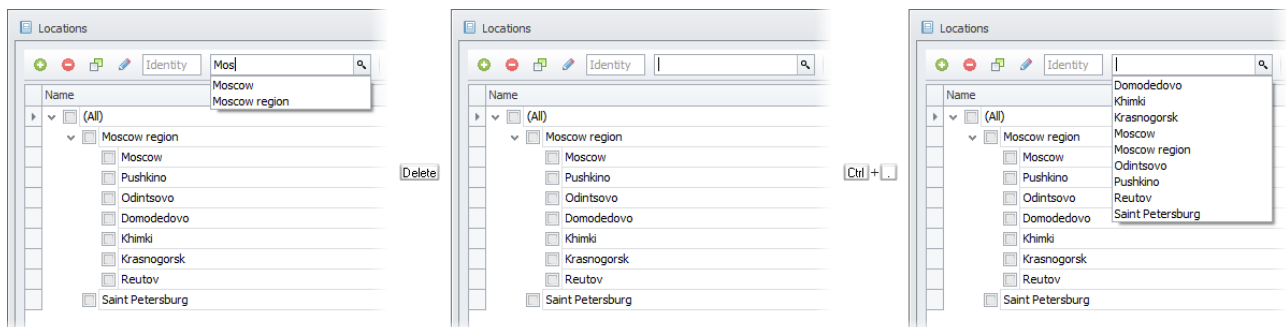 Locations
Identity
Mos
Moscow
Moscow region
Name
(All)
Moscow region
Moscow
Pushkino
Odintsovo
Domodedovo
Khimki
Krasnogorsk
Reutov
Saint Petersburg
Delete
Locations
Identity
Name
(All)
Moscow region
Moscow
Pushkino
Odintsovo
Domodedovo
Khimki
Krasnogorsk
Reutov
Saint Petersburg
Ctrl + .
Locations
Identity
Domodedovo
Khimki
Krasnogorsk
Moscow
Moscow region
Odintsovo
Pushkino
Reutov
Saint Petersburg
Name
(All)
Moscow region
Moscow
Pushkino
Odintsovo
Domodedovo
Khimki
Krasnogorsk
Reutov
Saint Petersburg